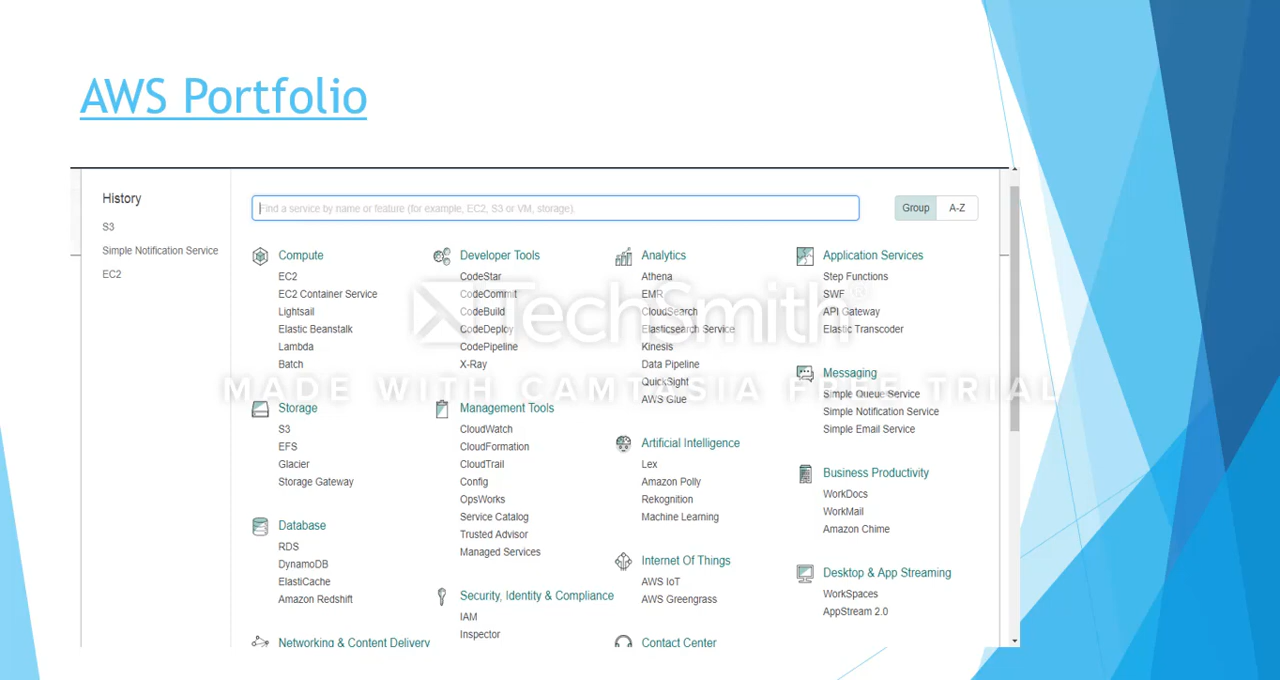 AWS Portfolio
History
S3
Simple Notification Service
EC2
Find a service by name or feature (for example, EC2, S3 or VM, storage).
Group
A-Z
Compute
EC2
EC2 Container Service
Lightsail
Elastic Beanstalk
Lambda
Batch
Storage
S3
EFS
Glacier
Storage Gateway
Database
RDS
DynamoDB
ElastiCache
Amazon Redshift
Networking & Content Delivery
Developer Tools
CodeStar
CodeCommit
CodeBuild
CodeDeploy
CodePipeline
X-Ray
Management Tools
CloudWatch
CloudFormation
CloudTrail
Config
OpsWorks
Service Catalog
Trusted Advisor
Managed Services
Security, Identity & Compliance
IAM
Inspector
Analytics
Athena
EMR
CloudSearch
Elasticsearch Service
Kinesis
Data Pipeline
QuickSight
AWS Glue
Artificial Intelligence
Lex
Amazon Polly
Rekognition
Machine Learning
Internet Of Things
AWS IoT
AWS Greengrass
Contact Center
Application Services
Step Functions
SWF
API Gateway
Elastic Transcoder
Messaging
Simple Queue Service
Simple Notification Service
Simple Email Service
Business Productivity
WorkDocs
WorkMail
Amazon Chime
Desktop & App Streaming
WorkSpaces
AppStream 2.0
TechSmith®
MADE WITH CAMTASIA FREE TRIAL